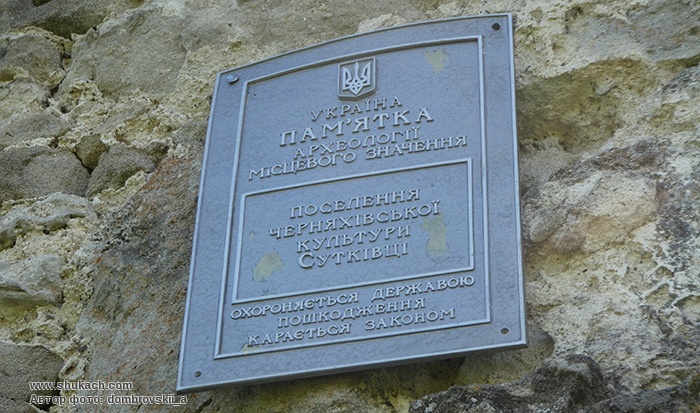 УКРАЇНА
ПАМ'ЯТКА
АРХЕОЛОГІЇ
МІСЦЕВОГО ЗНАЧЕННЯ
ПОСЕЛЕННЯ
ЧЕРНЯХІВСЬКОЇ
КУЛЬТУРИ
СУТКІВЦІ
ОХОРОНЯЄТЬСЯ ДЕРЖАВОЮ
ПОШКОДЖЕННЯ
КАРАЄТЬСЯ ЗАКОНОМ
www.shukach.com
Автор фото: dombrovskii_a